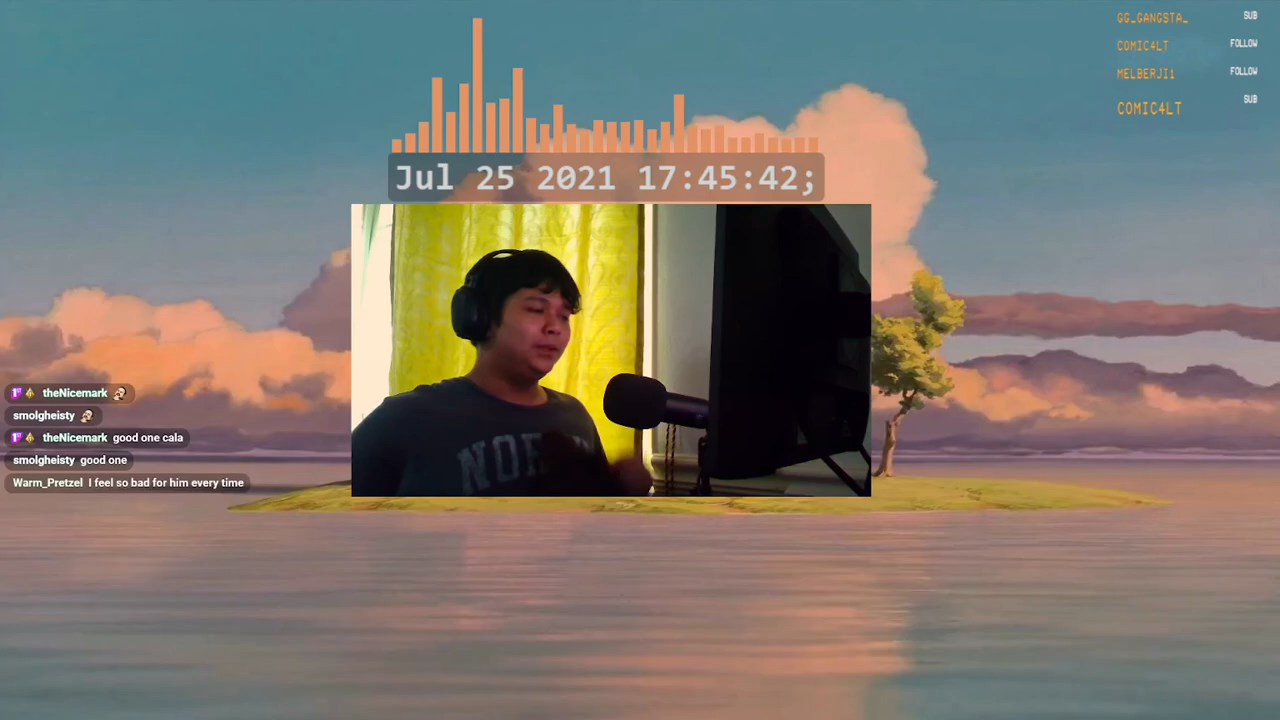 GG_GANGSTA_ SUB
COMIC4LT FOLLOW
MELBERJI1 FOLLOW
COMIC4LT SUB
Jul 25 2021 17:45:42;
theNicemark
smolgheisty
theNicemark good one cala
smolgheisty good one
Warm_Pretzel I feel so bad for him every time